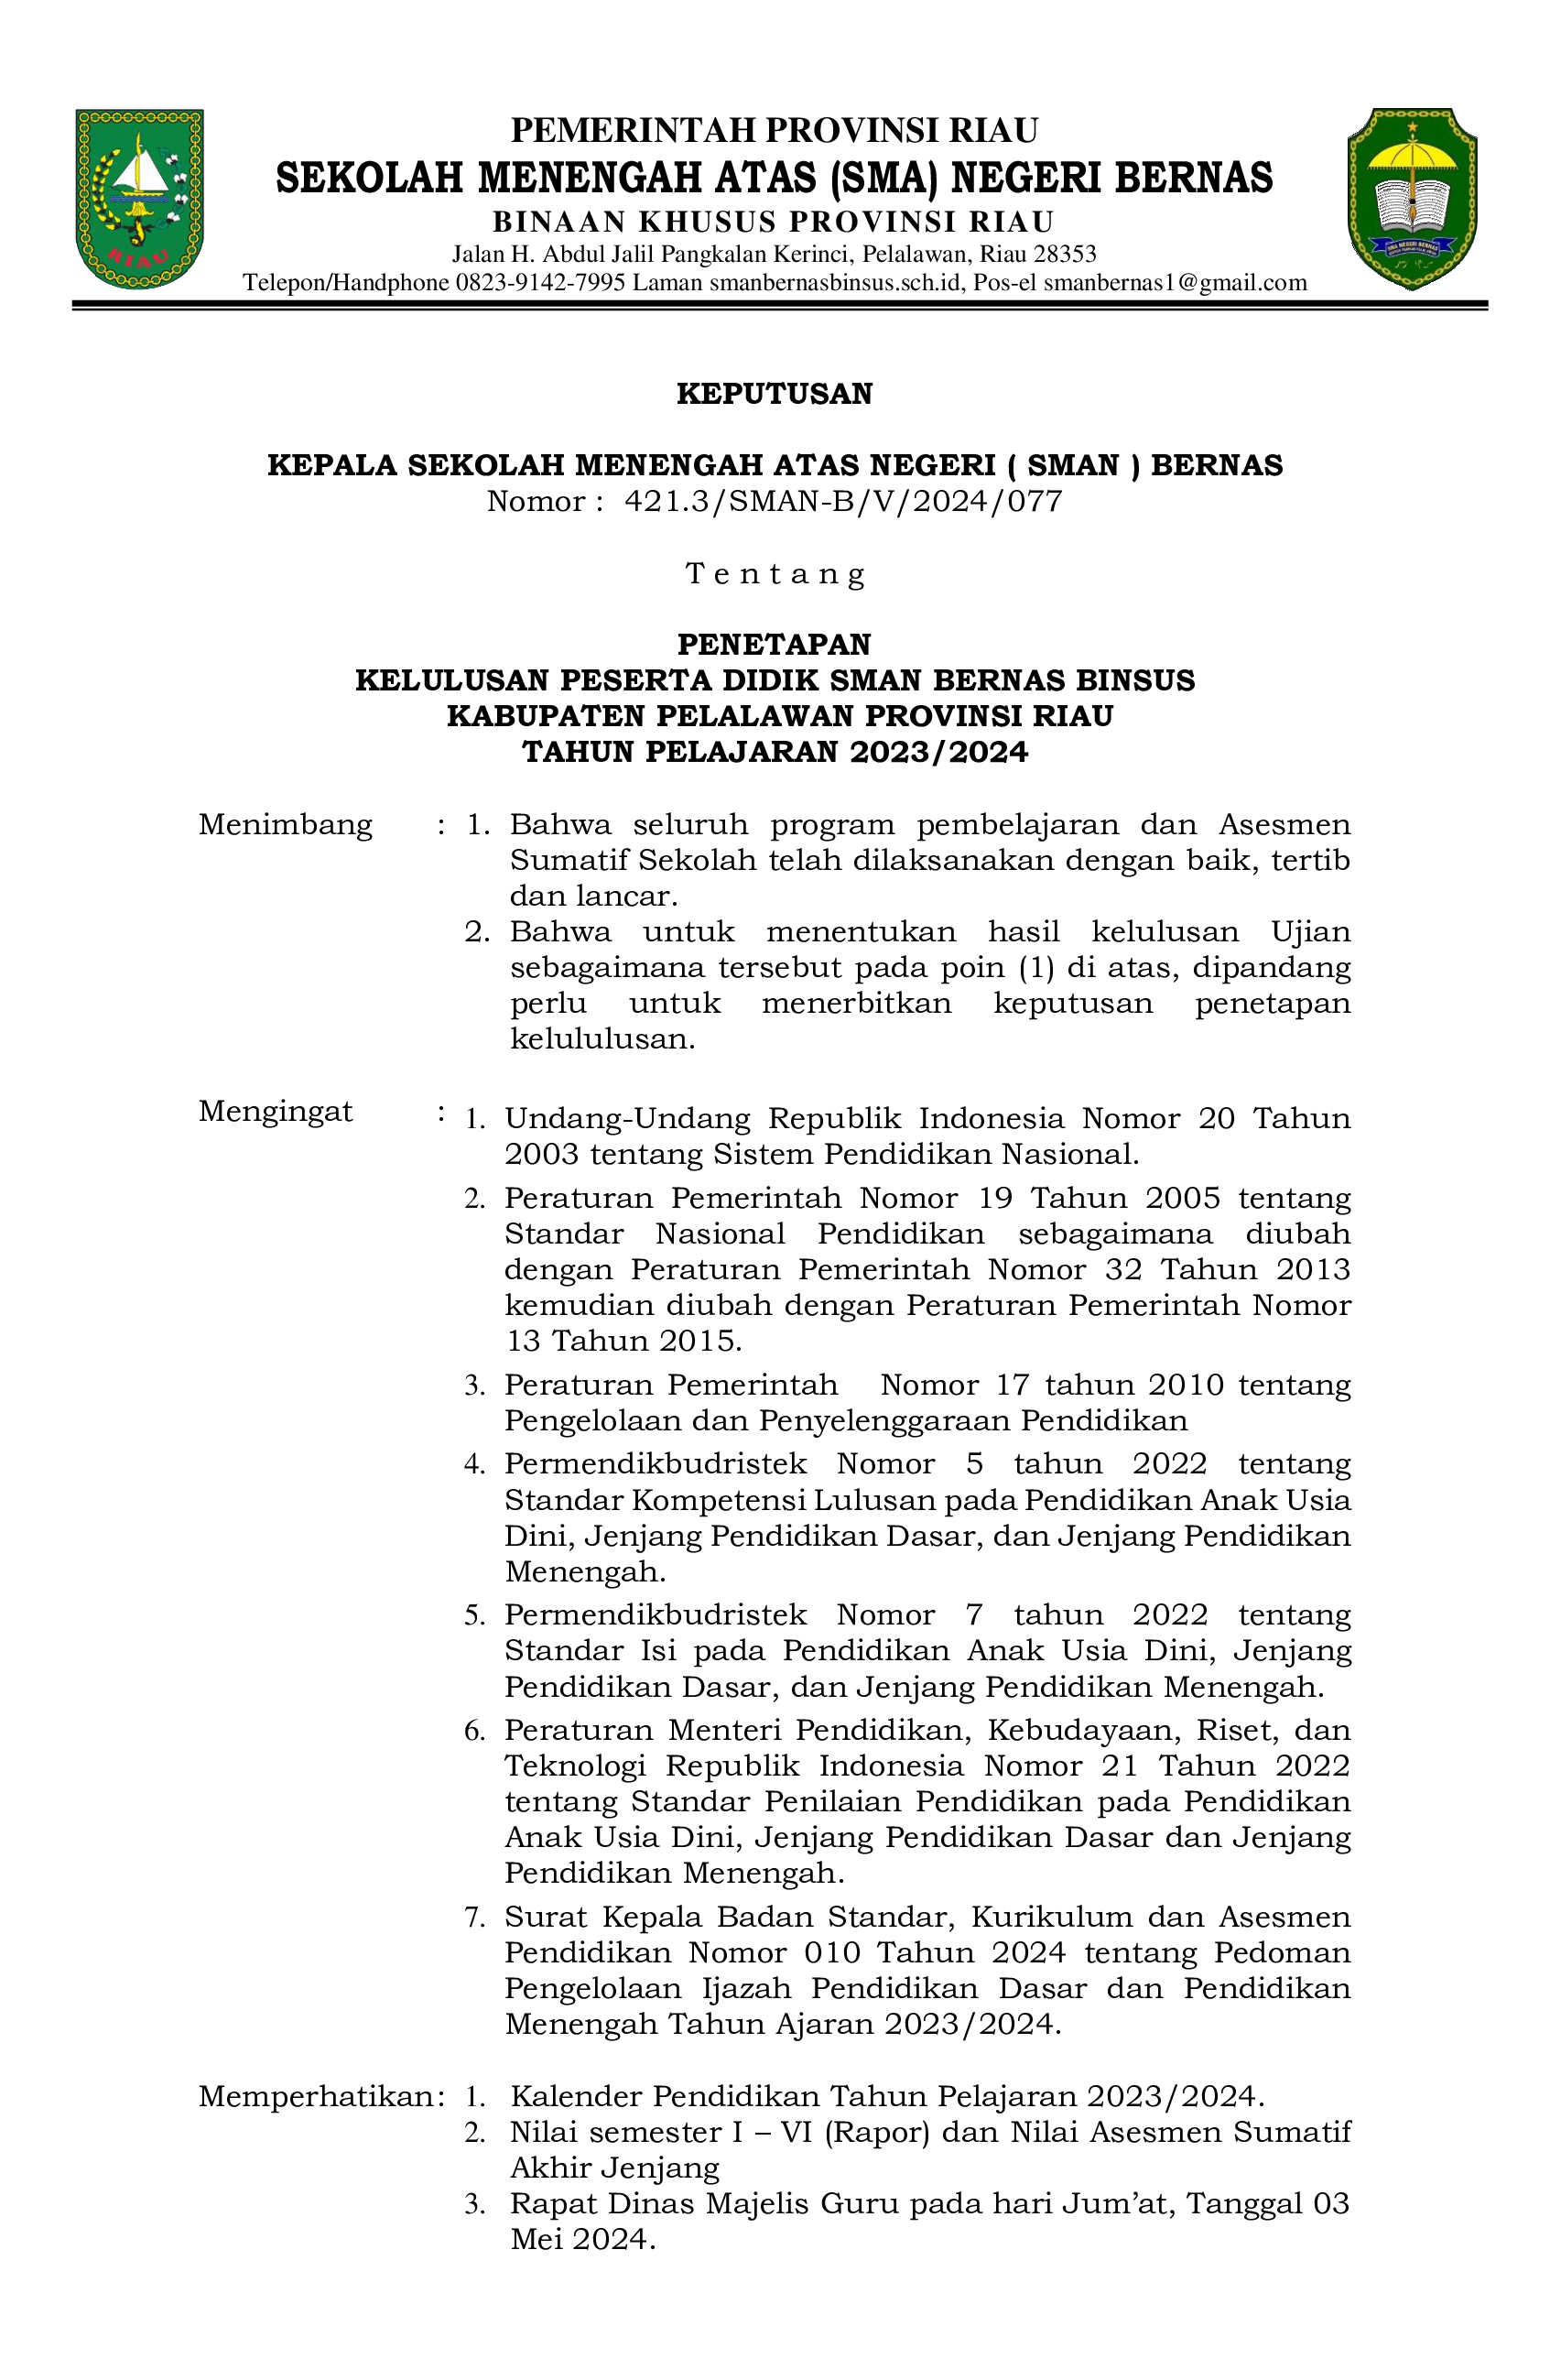 PEMERINTAH PROVINSI RIAU
SEKOLAH MENENGAH ATAS (SMA) NEGERI BERNAS
BINAAN KHUSUS PROVINSI RIAU
Jalan H. Abdul Jalil Pangkalan Kerinci, Pelalawan, Riau 28353
Telepon/Handphone 0823-9142-7995 Laman smanbernasbinsus.sch.id, Pos-el smanbernas1@gmail.com
RIAU
KEPUTUSAN
KEPALA SEKOLAH MENENGAH ATAS NEGERI ( SMAN ) BERNAS
Nomor : 421.3/SMAN-B/V/2024/077
T e n t a n g
PENETAPAN
KELULUSAN PESERTA DIDIK SMAN BERNAS BINSUS
KABUPATEN PELALAWAN PROVINSI RIAU
TAHUN PELAJARAN 2023/2024
Menimbang : 1. Bahwa seluruh program pembelajaran dan Asesmen
Sumatif Sekolah telah dilaksanakan dengan baik, tertib
dan lancar.
2. Bahwa untuk menentukan hasil kelulusan Ujian
sebagaimana tersebut pada poin (1) di atas, dipandang
perlu untuk menerbitkan keputusan penetapan
kelululusan.
Mengingat : 1. Undang-Undang Republik Indonesia Nomor 20 Tahun
2003 tentang Sistem Pendidikan Nasional.
2. Peraturan Pemerintah Nomor 19 Tahun 2005 tentang
Standar Nasional Pendidikan sebagaimana diubah
dengan Peraturan Pemerintah Nomor 32 Tahun 2013
kemudian diubah dengan Peraturan Pemerintah Nomor
13 Tahun 2015.
3. Peraturan Pemerintah Nomor 17 tahun 2010 tentang
Pengelolaan dan Penyelenggaraan Pendidikan
4. Permendikbudristek Nomor 5 tahun 2022 tentang
Standar Kompetensi Lulusan pada Pendidikan Anak Usia
Dini, Jenjang Pendidikan Dasar, dan Jenjang Pendidikan
Menengah.
5. Permendikbudristek Nomor 7 tahun 2022 tentang
Standar Isi pada Pendidikan Anak Usia Dini, Jenjang
Pendidikan Dasar, dan Jenjang Pendidikan Menengah.
6. Peraturan Menteri Pendidikan, Kebudayaan, Riset, dan
Teknologi Republik Indonesia Nomor 21 Tahun 2022
tentang Standar Penilaian Pendidikan pada Pendidikan
Anak Usia Dini, Jenjang Pendidikan Dasar dan Jenjang
Pendidikan Menengah.
7. Surat Kepala Badan Standar, Kurikulum dan Asesmen
Pendidikan Nomor 010 Tahun 2024 tentang Pedoman
Pengelolaan Ijazah Pendidikan Dasar dan Pendidikan
Menengah Tahun Ajaran 2023/2024.
Memperhatikan: 1. Kalender Pendidikan Tahun Pelajaran 2023/2024.
2. Nilai semester I – VI (Rapor) dan Nilai Asesmen Sumatif
Akhir Jenjang
3. Rapat Dinas Majelis Guru pada hari Jum’at, Tanggal 03
Mei 2024.